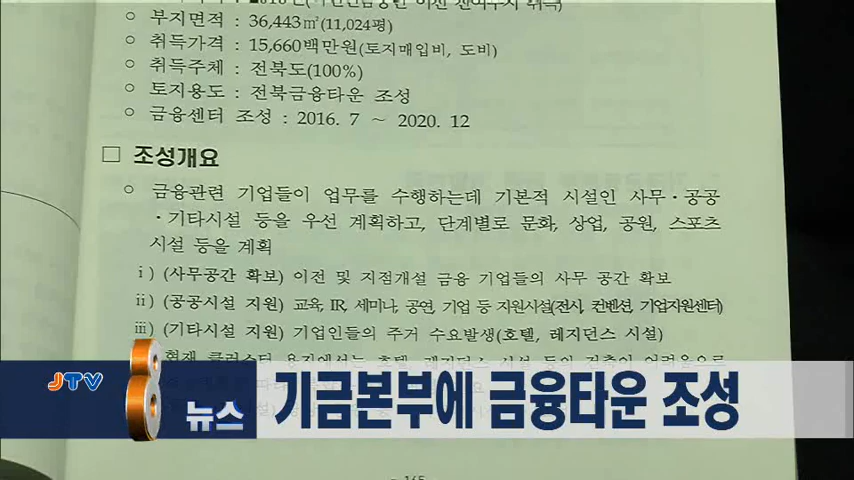 ○ 부지면적 : 36,443㎡(11,024평)
○ 취득가격 : 15,660백만원(토지매입비, 도비)
○ 취득주체 : 전북도(100%)
○ 토지용도 : 전북금융타운 조성
○ 금융센터 조성 : 2016. 7 ~ 2020. 12
□ 조성개요
○ 금융관련 기업들이 업무를 수행하는데 기본적 시설인 사무·공공
·기타시설 등을 우선 계획하고, 단계별로 문화, 상업, 공원, 스포츠
시설 등을 계획
ⅰ) (사무공간 확보) 이전 및 지점개설 금융 기업들의 사무 공간 확보
ⅱ) (공공시설 지원) 교육, IR, 세미나, 공연, 기업 등 지원시설(전시, 컨벤션, 기업지원센터)
ⅲ) (기타시설 지원) 기업인들의 주거 수요발생(호텔, 레지던스 시설)
JTV 8 뉴스 기금본부에 금융타운 조성